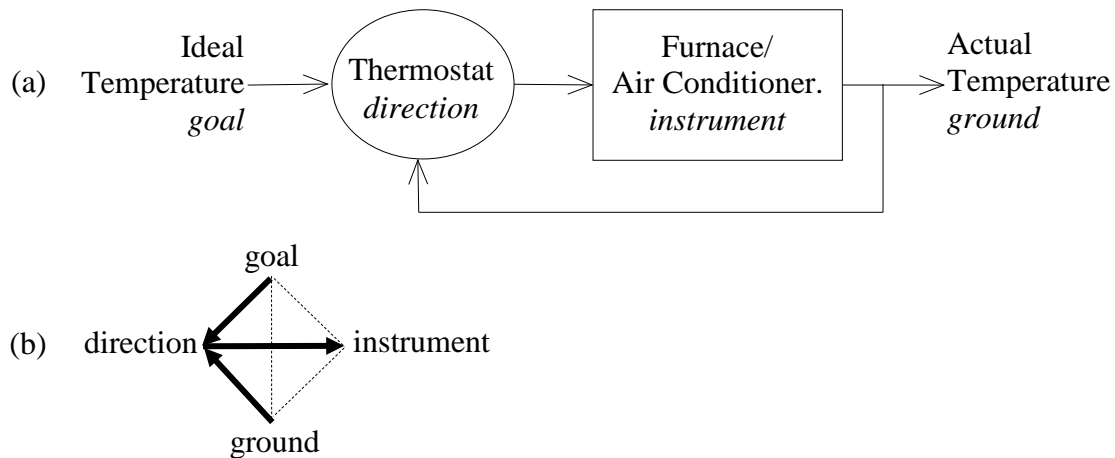 (a)
Ideal
Temperature
goal
Thermostat
direction
Furnace/
Air Conditioner.
instrument
Actual
Temperature
ground
(b)
goal
direction
instrument
ground